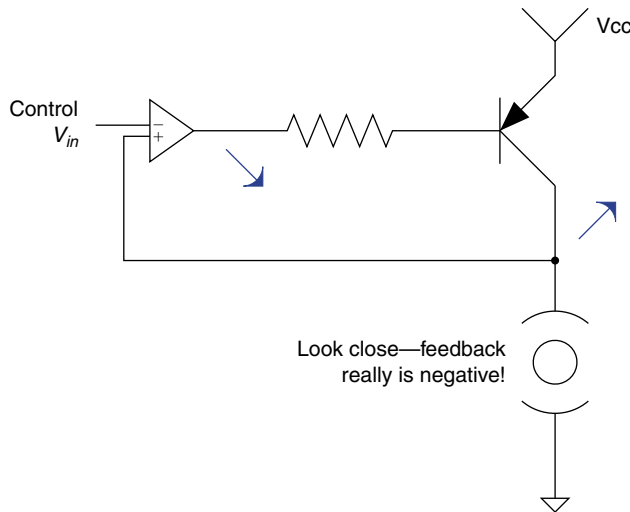 Vcc
Control
Vin
−
+
Look close—feedback
really is negative!